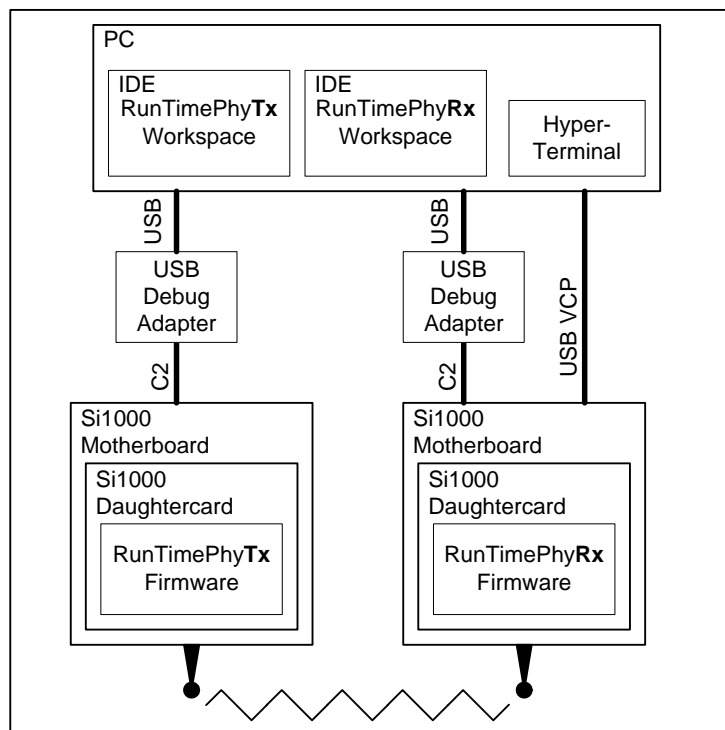 PC
IDE
RunTimePhyTx
Workspace
IDE
RunTimePhyRx
Workspace
Hyper-
Terminal
USB
USB
USB VCP
USB
Debug
Adapter
USB
Debug
Adapter
C2
C2
Si1000
Motherboard
Si1000
Daughtercard
RunTimePhyTx
Firmware
Si1000
Motherboard
Si1000
Daughtercard
RunTimePhyRx
Firmware